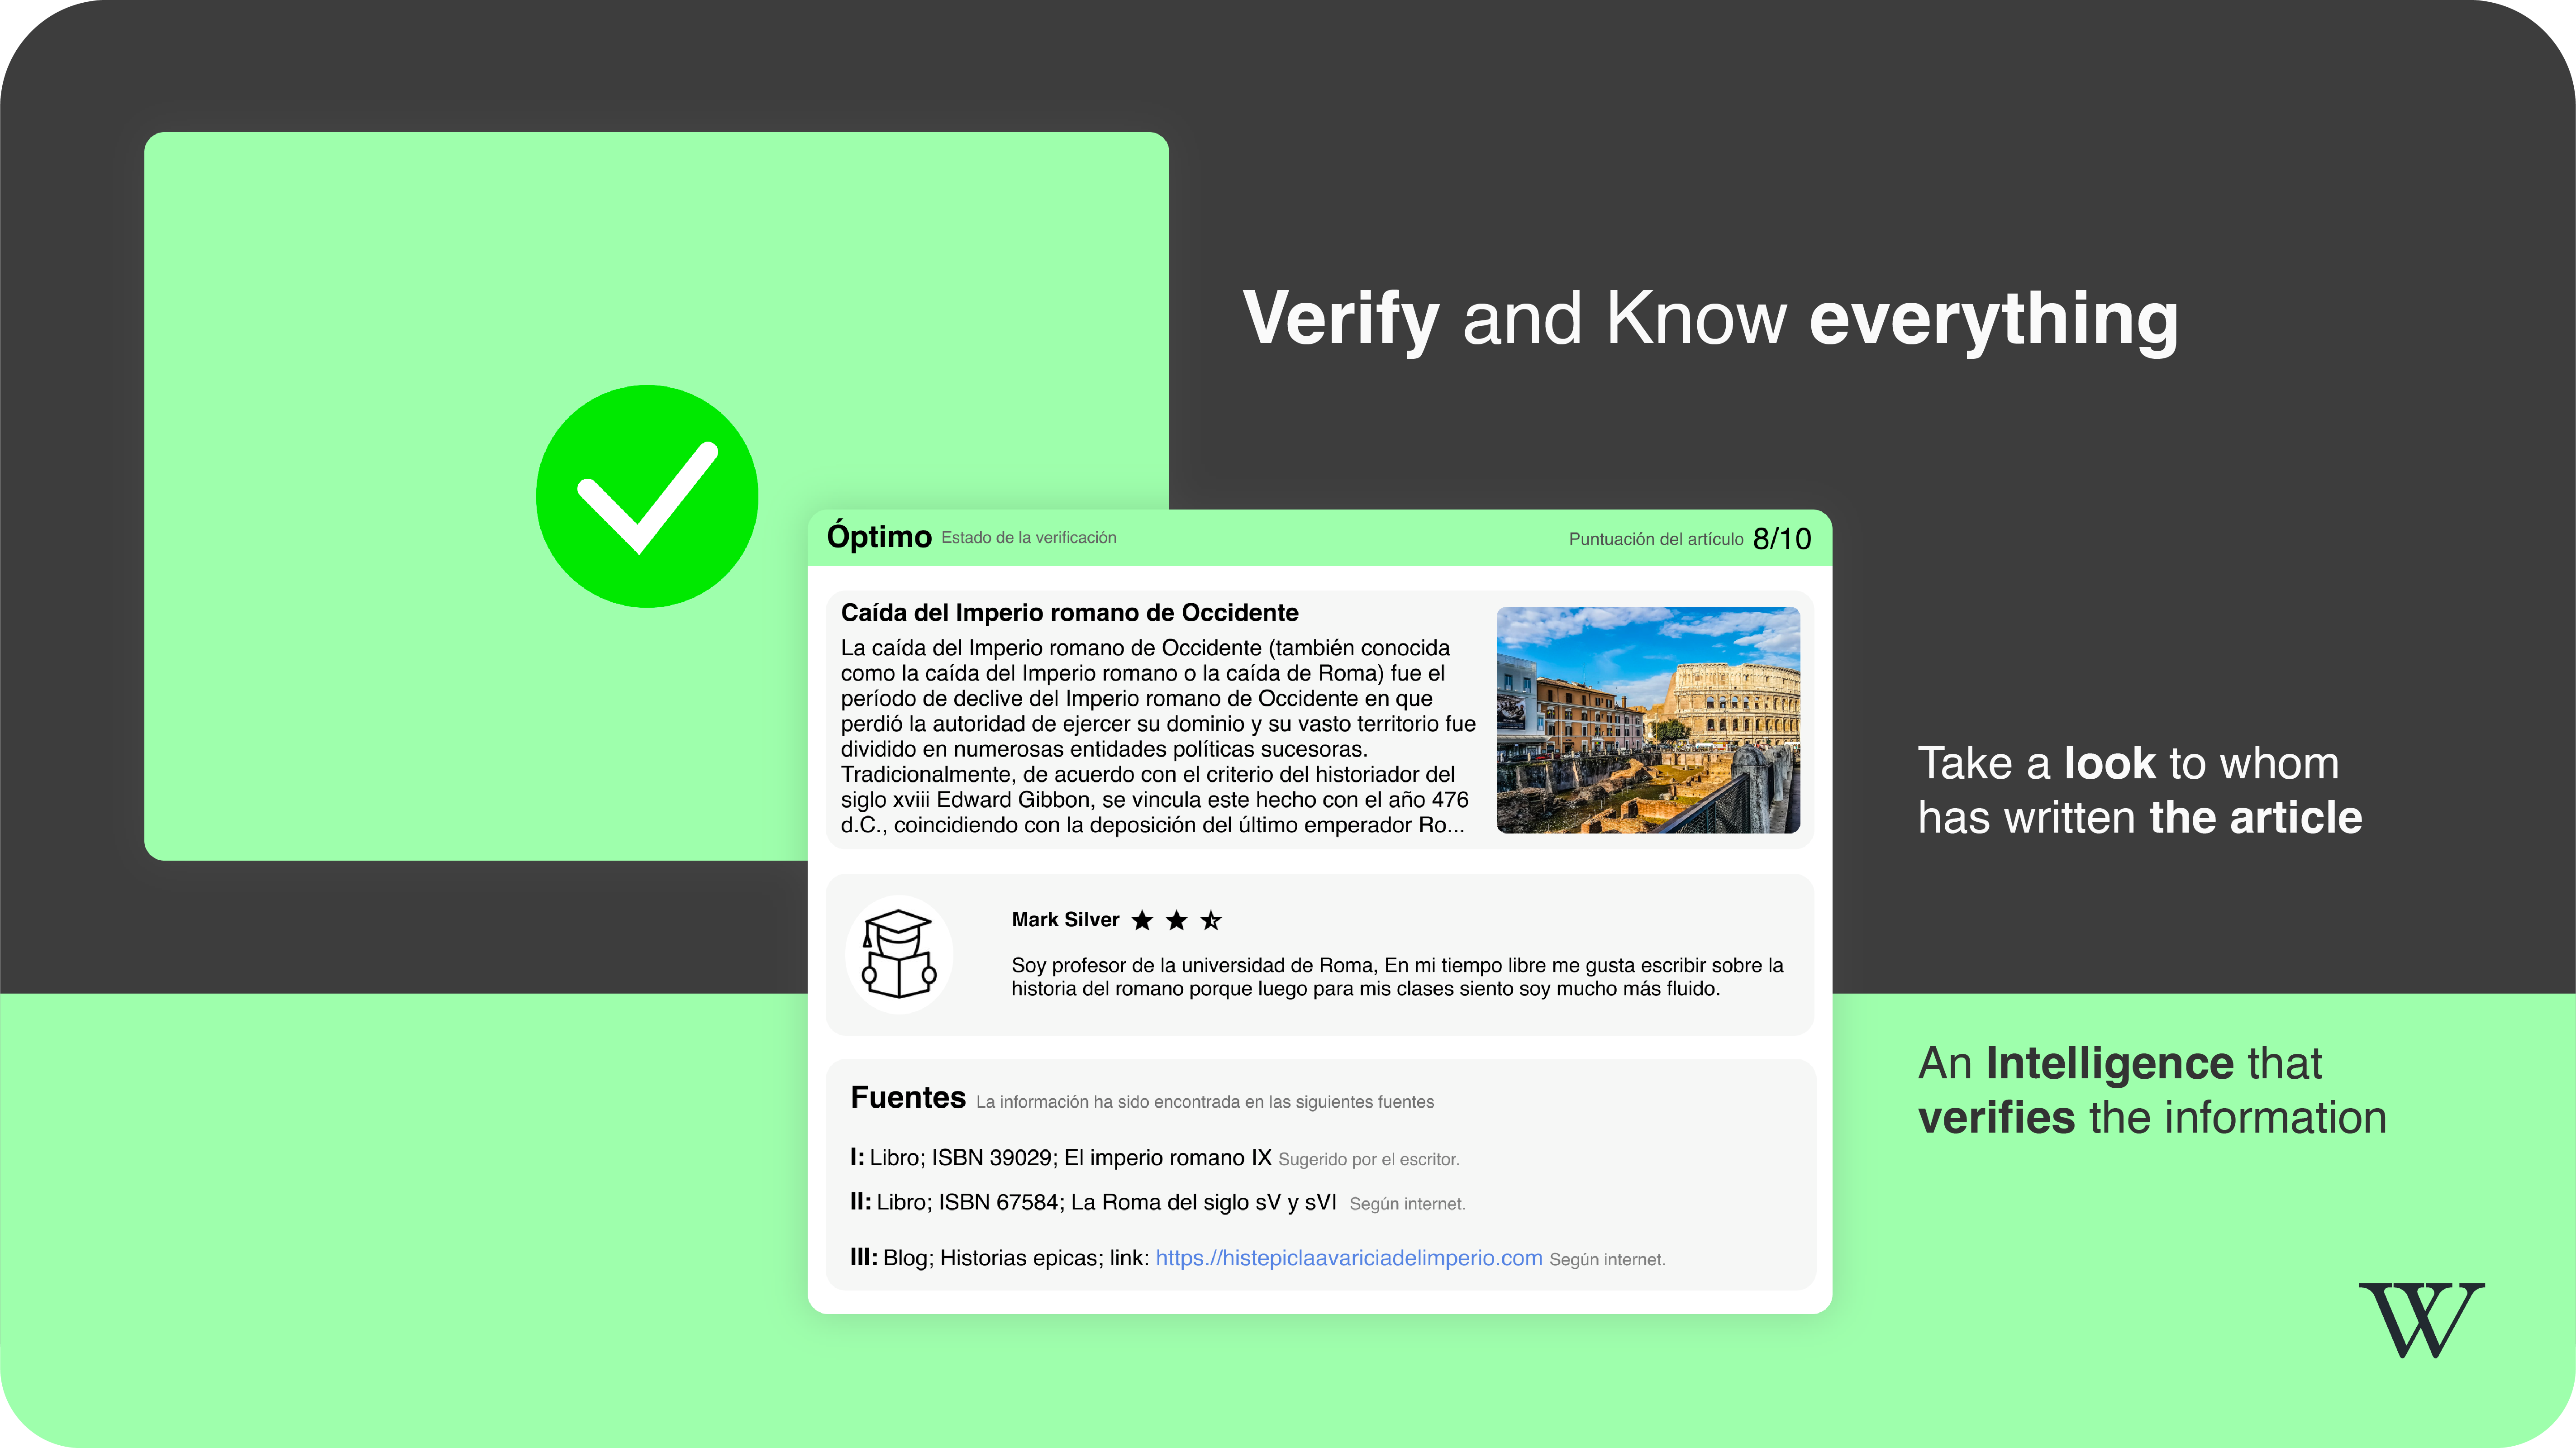 Verify and Know everything
Óptimo Estado de la verificación
Puntuación del artículo 8/10
Caída del Imperio romano de Occidente
La caída del Imperio romano de Occidente (también conocida
como la caída del Imperio romano o la caída de Roma) fue el
período de declive del Imperio romano de Occidente en que
perdió la autoridad de ejercer su dominio y su vasto territorio fue
dividido en numerosas entidades políticas sucesoras.
Tradicionalmente, de acuerdo con el criterio del historiador del
siglo xviii Edward Gibbon, se vincula este hecho con el año 476
d.C., coincidiendo con la deposición del último emperador Ro...
Mark Silver
Soy profesor de la universidad de Roma, En mi tiempo libre me gusta escribir sobre la
historia del romano porque luego para mis clases siento soy mucho más fluido.
Fuentes La información ha sido encontrada en las siguientes fuentes
I: Libro; ISBN 39029; El imperio romano IX Sugerido por el escritor.
II: Libro; ISBN 67584; La Roma del siglo sV y sVI Según internet.
III: Blog; Historias epicas; link: https.//histepiclaavariciadelimperio.com Según internet.
Take a look to whom
has written the article
An Intelligence that
verifies the information
W